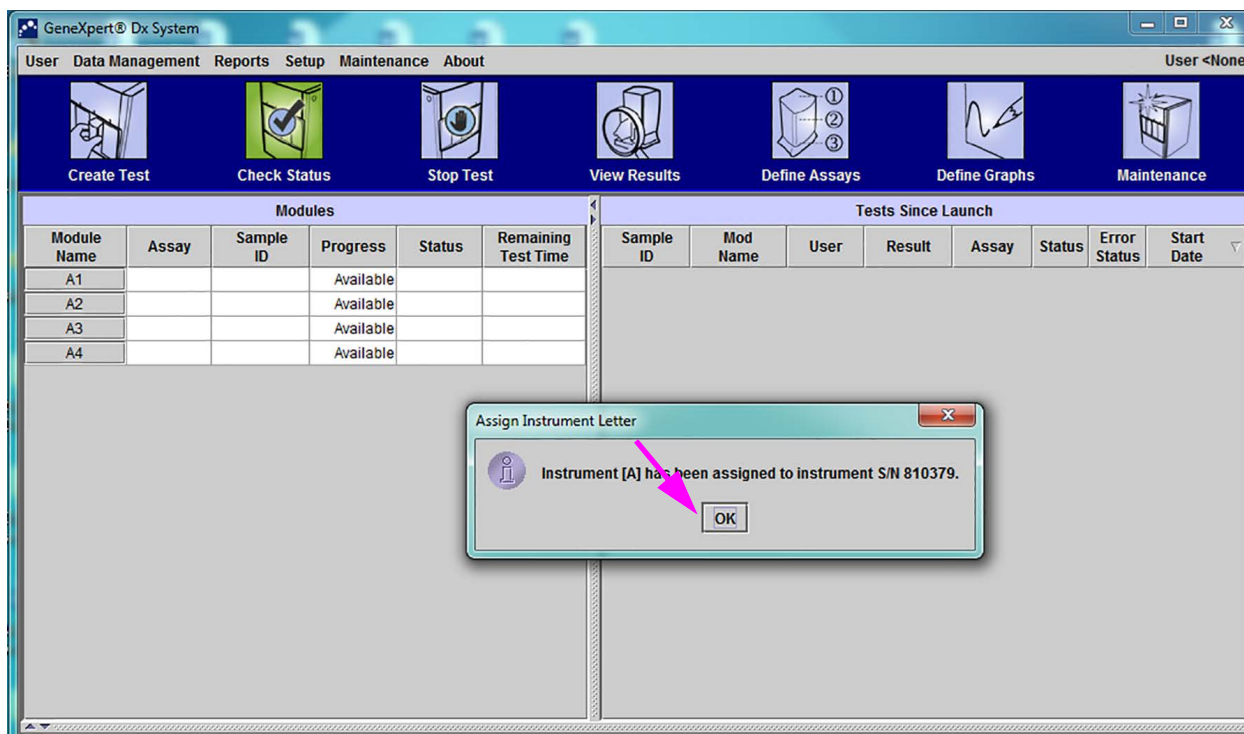 GeneXpert® Dx System
User Data Management Reports Setup Maintenance About User <None
Create Test Check Status Stop Test View Results Define Assays Define Graphs Maintenance
Modules
Module Name Assay Sample ID Progress Status Remaining Test Time
A1 Available
A2 Available
A3 Available
A4 Available
Tests Since Launch
Sample ID Mod Name User Result Assay Status Error Status Start Date
Assign Instrument Letter
Instrument [A] has been assigned to instrument S/N 810379.
OK